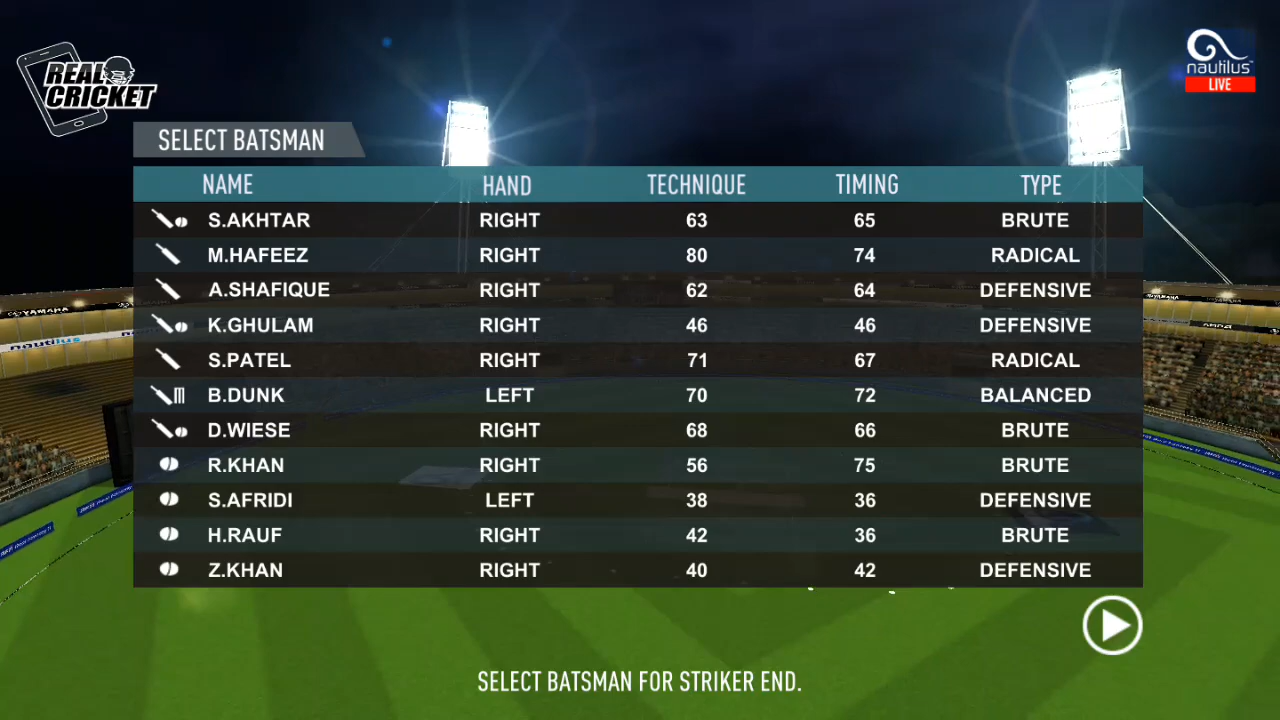 REAL
CRICKET
nautilus
LIVE
SELECT BATSMAN
NAME HAND TECHNIQUE TIMING TYPE
S.AKHTAR RIGHT 63 65 BRUTE
M.HAFEEZ RIGHT 80 74 RADICAL
A.SHAFIQUE RIGHT 62 64 DEFENSIVE
K.GHULAM RIGHT 46 46 DEFENSIVE
S.PATEL RIGHT 71 67 RADICAL
B.DUNK LEFT 70 72 BALANCED
D.WIESE RIGHT 68 66 BRUTE
R.KHAN RIGHT 56 75 BRUTE
S.AFRIDI LEFT 38 36 DEFENSIVE
H.RAUF RIGHT 42 36 BRUTE
Z.KHAN RIGHT 40 42 DEFENSIVE
YAMAHA
YAMAHA
nautilus
SELECT BATSMAN FOR STRIKER END.